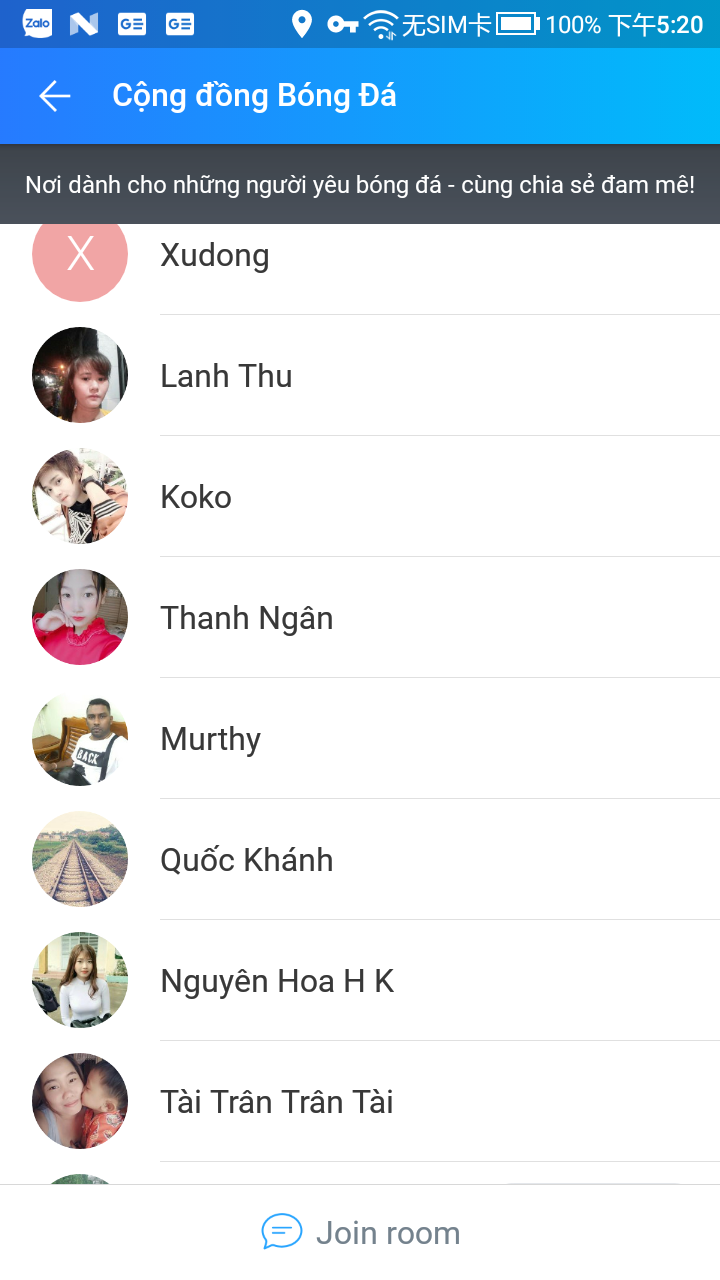 Zalo
无SIM卡 100% 下午5:20
Cộng đồng Bóng Đá
Nơi dành cho những người yêu bóng đá - cùng chia sẻ đam mê!
X
Xudong
Lanh Thu
Koko
Thanh Ngân
Murthy
BACK
Quốc Khánh
Nguyên Hoa H K
Tài Trân Trân Tài
Join room